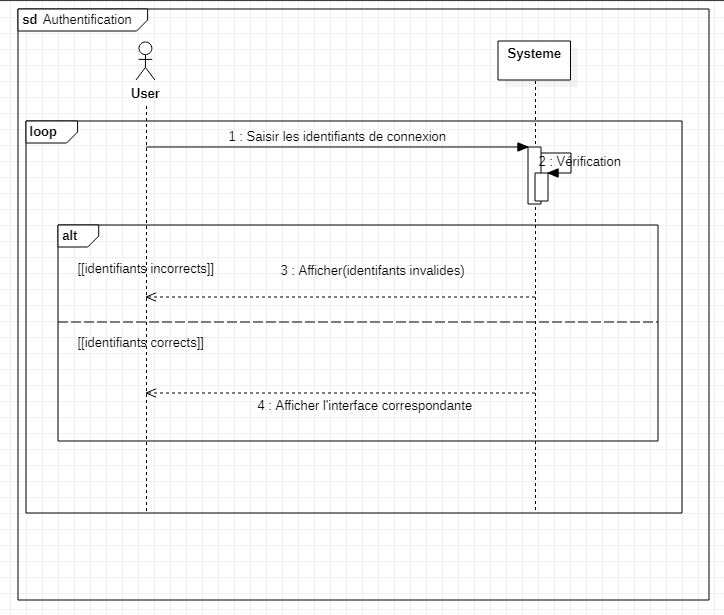 sd Authentification
User
Systeme
loop
1 : Saisir les identifiants de connexion
2 : Vérification
alt
[[identifiants incorrects]]
3 : Afficher(identifants invalides)
[[identifiants corrects]]
4 : Afficher l'interface correspondante